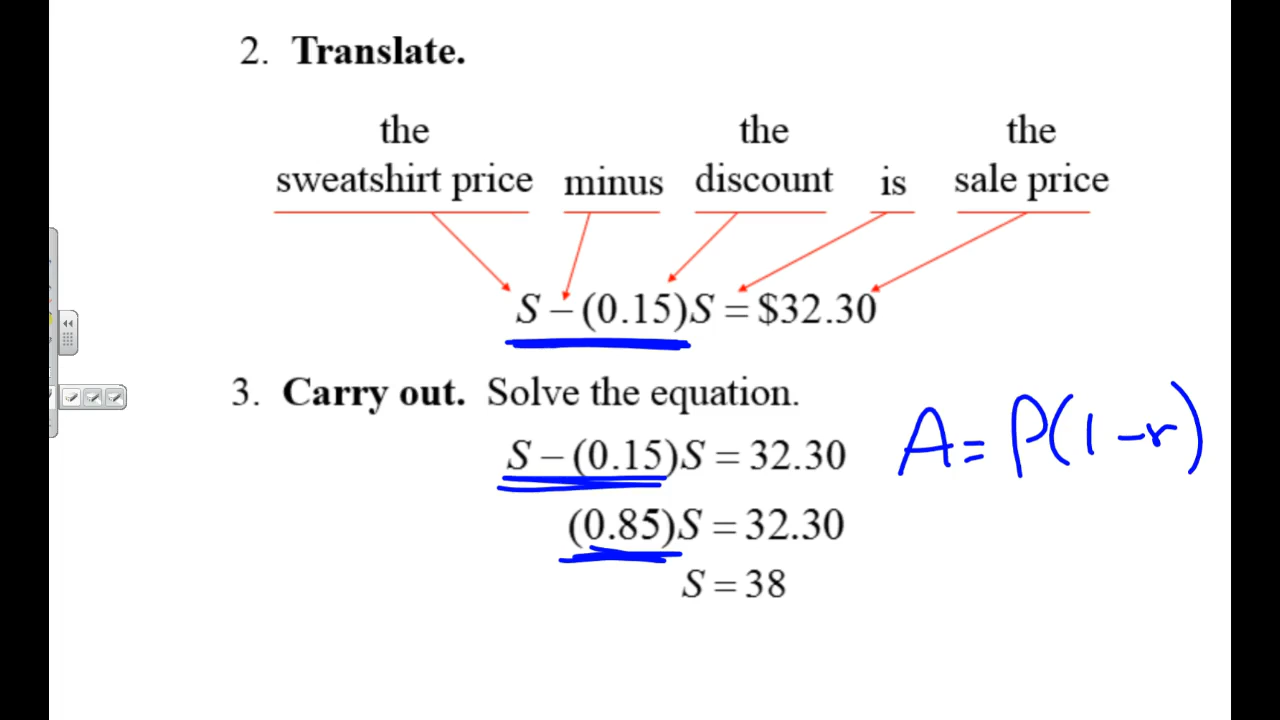 2. Translate.
the the the
sweatshirt price minus discount is sale price
S – (0.15)S = $32.30
3. Carry out. Solve the equation.
S – (0.15)S = 32.30
A = P(1 - r)
(0.85)S = 32.30
S = 38